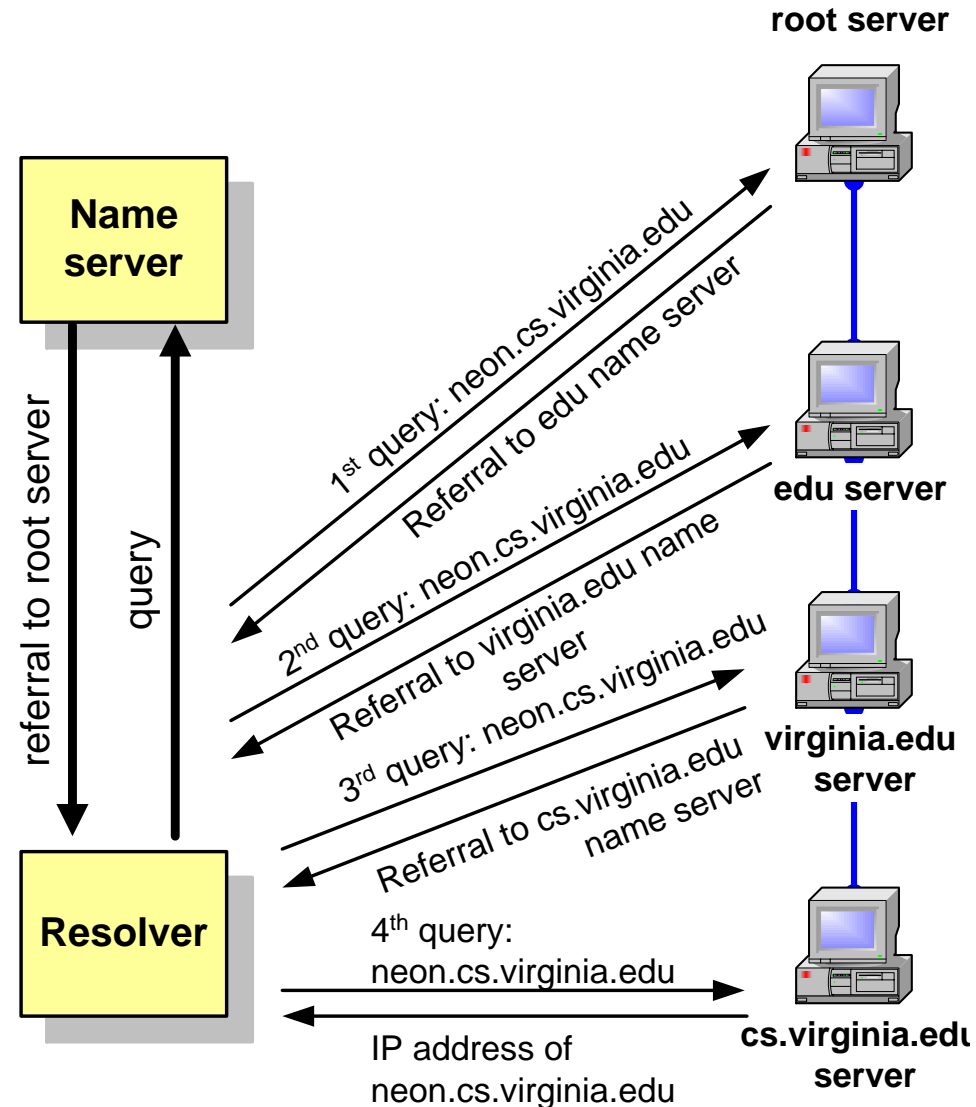 root server
Name
server
1st query: neon.cs.virginia.edu
Referral to edu name server
referral to root server
query
edu server
2nd query: neon.cs.virginia.edu
Referral to virginia.edu name
server
3rd query: neon.cs.virginia.edu
virginia.edu
server
Referral to cs.virginia.edu
name server
Resolver
4th query:
neon.cs.virginia.edu
IP address of
neon.cs.virginia.edu
cs.virginia.edu
server